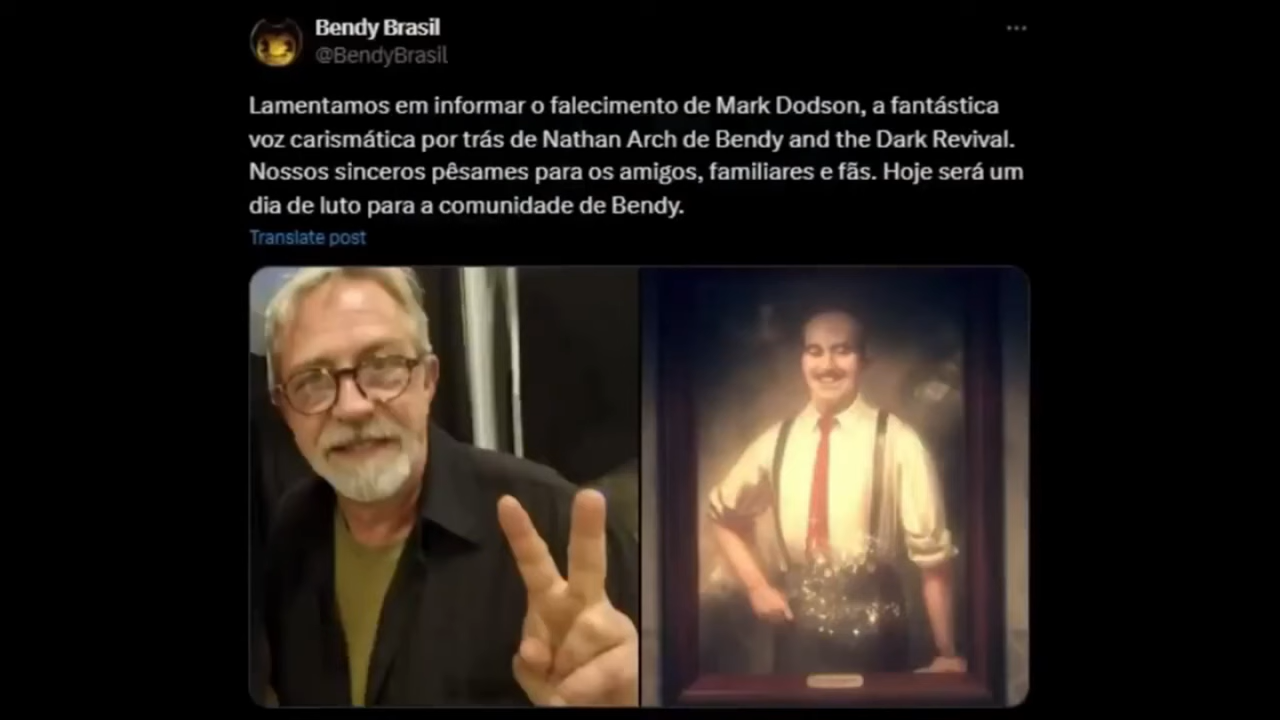 Bendy Brasil
@BendyBrasil
Lamentamos em informar o falecimento de Mark Dodson, a fantástica
voz carismática por trás de Nathan Arch de Bendy and the Dark Revival.
Nossos sinceros pêsames para os amigos, familiares e fãs. Hoje será um
dia de luto para a comunidade de Bendy.
Translate post